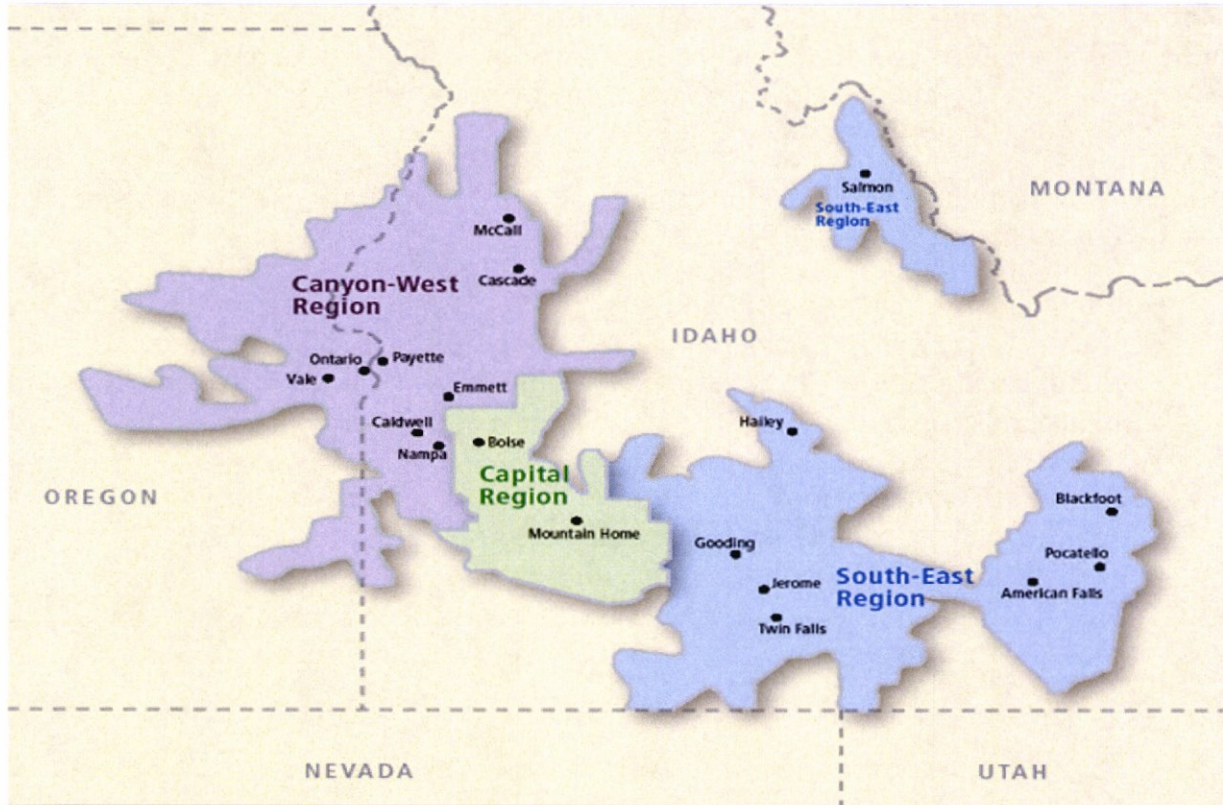 MONTANA
Salmon
South-East
Region
McCall
Cascade
Canyon-West
Region
IDAHO
Ontario
Payette
Vale
Emmett
Caldwell
Nampa
Boise
Hailey
Capital
Region
OREGON
Blackfoot
Mountain Home
Gooding
Pocatello
Jerome
South-East
Region
American Falls
Twin Falls
NEVADA
UTAH